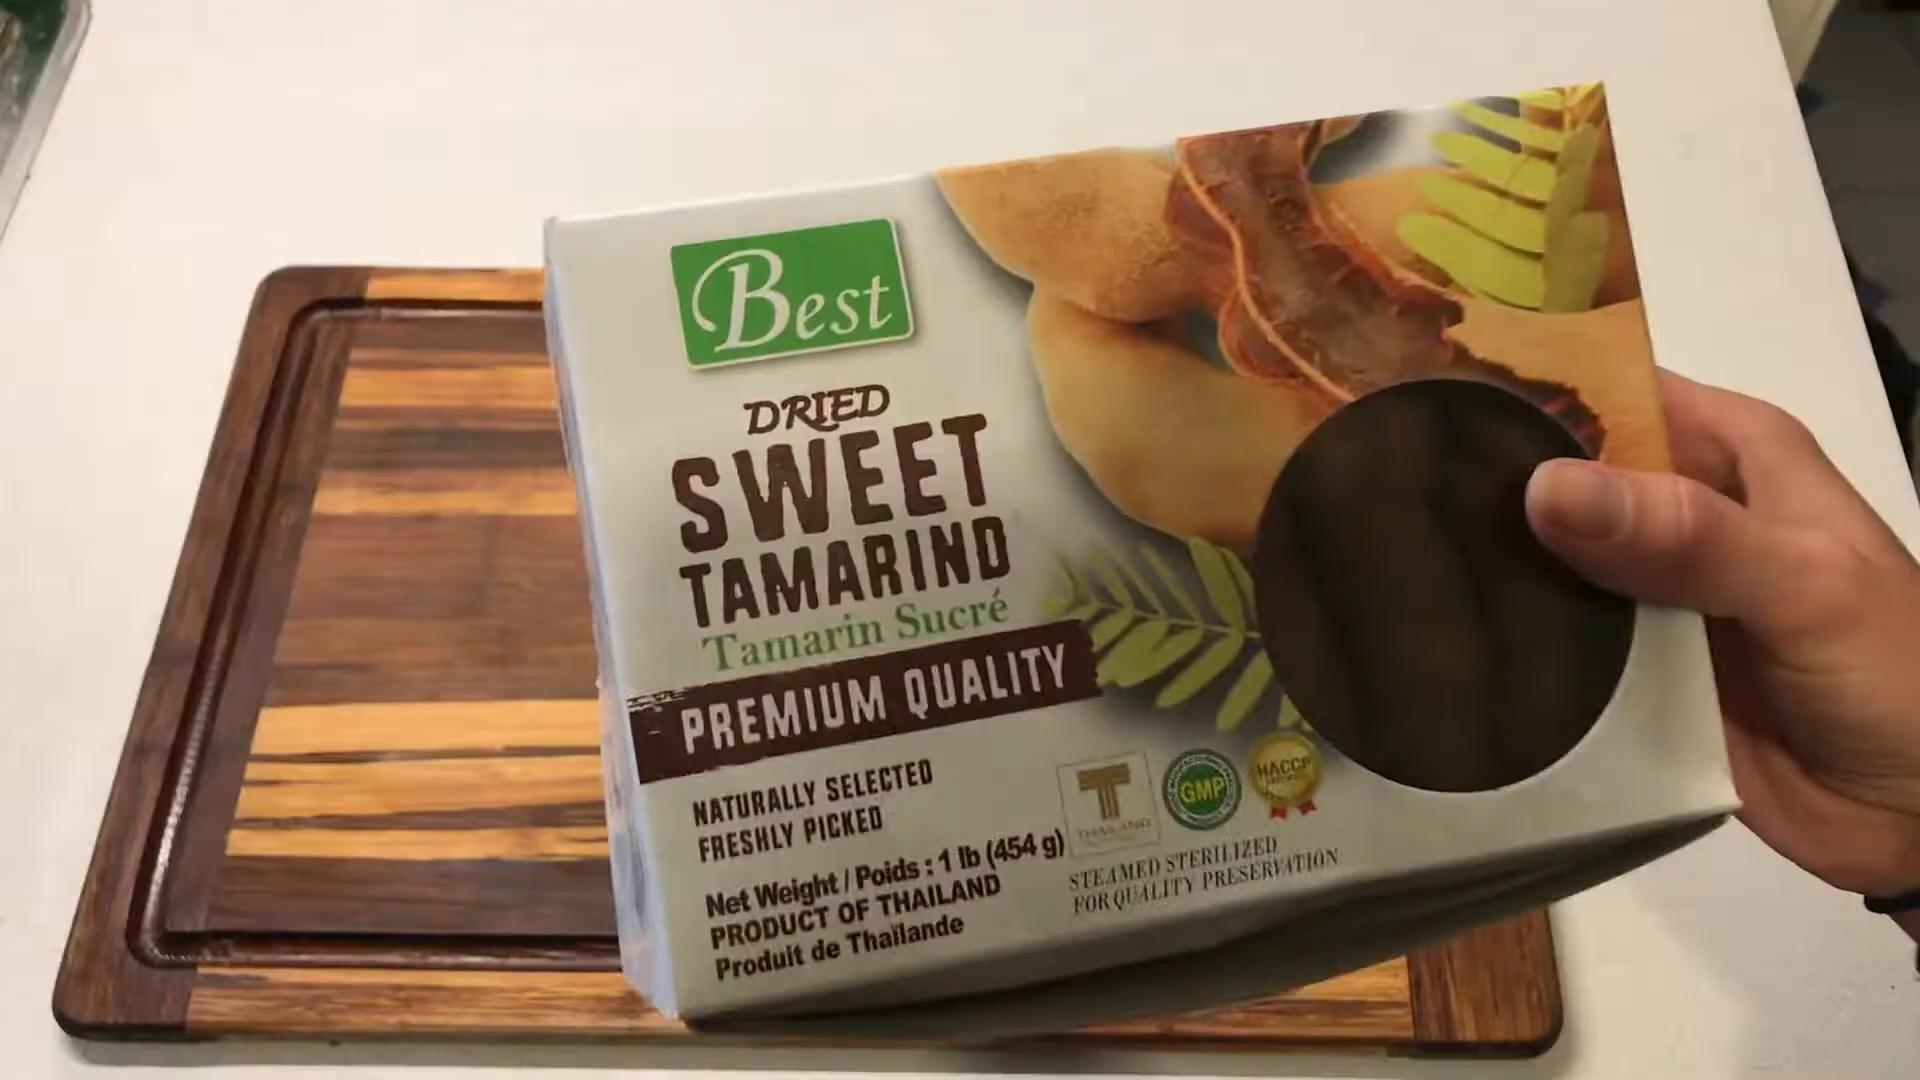 Best
DRIED
SWEET
TAMARIND
Tamarin Sucré
PREMIUM QUALITY
NATURALLY SELECTED
FRESHLY PICKED
Net Weight / Poids : 1 lb (454 g)
PRODUCT OF THAILAND
Produit de Thaïlande
THAILAND
GMP
HACCP
STEAMED STERILIZED
FOR QUALITY PRESERVATION